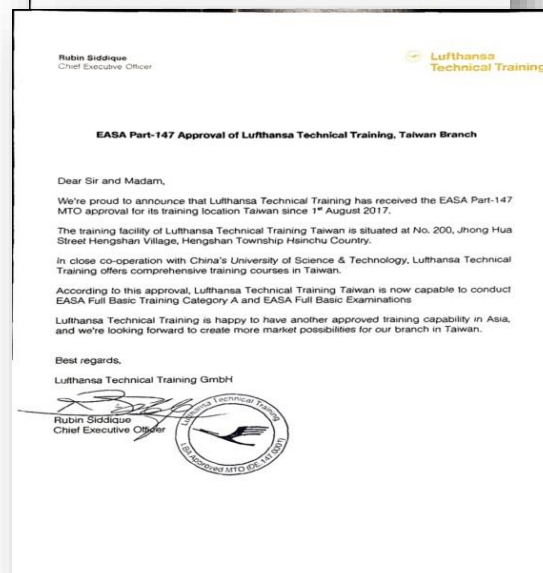 Rubin Siddique
Chief Executive Officer
Lufthansa
Technical Training
EASA Part-147 Approval of Lufthansa Technical Training, Taiwan Branch
Dear Sir and Madam,
We're proud to announce that Lufthansa Technical Training has received the EASA Part-147
MTO approval for its training location Taiwan since 1st August 2017.
The training facility of Lufthansa Technical Training Taiwan is situated at No. 200, Jhong Hua
Street Hengshan Village, Hengshan Township Hsinchu Country.
In close co-operation with China's University of Science & Technology, Lufthansa Technical
Training offers comprehensive training courses in Taiwan.
According to this approval, Lufthansa Technical Training Taiwan is now capable to conduct
EASA Full Basic Training Category A and EASA Full Basic Examinations
Lufthansa Technical Training is happy to have another approved training capability in Asia,
and we're looking forward to create more market possibilities for our branch in Taiwan.
Best regards,
Lufthansa Technical Training GmbH
Rubin Siddique
Chief Executive Officer
Lufthansa Technical Training
LBA Approved MTO (DE.147.0001)